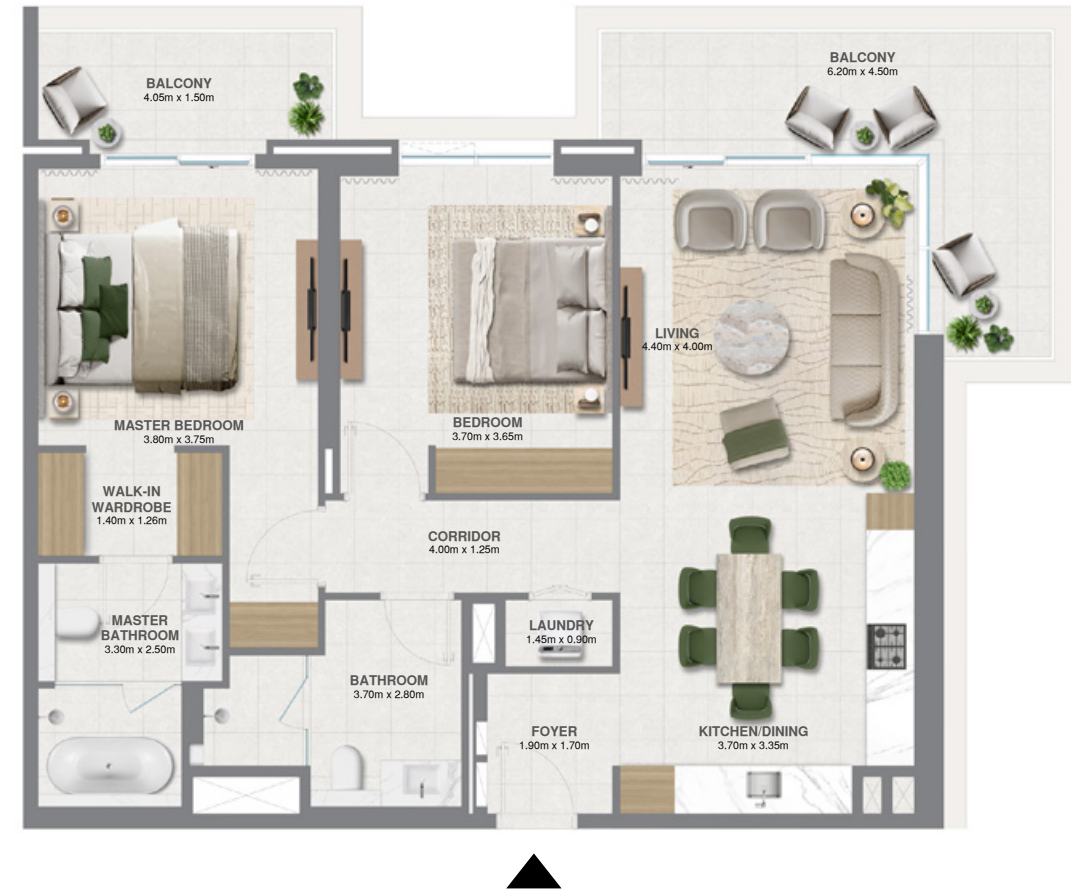 BALCONY
4.05m x 1.50m
BALCONY
6.20m x 4.50m
LIVING
4.40m x 4.00m
MASTER BEDROOM
3.80m x 3.75m
BEDROOM
3.70m x 3.65m
WALK-IN
WARDROBE
1.40m x 1.26m
CORRIDOR
4.00m x 1.25m
MASTER
BATHROOM
3.30m x 2.50m
LAUNDRY
1.45m x 0.90m
BATHROOM
3.70m x 2.80m
FOYER
1.90m x 1.70m
KITCHEN/DINING
3.70m x 3.35m